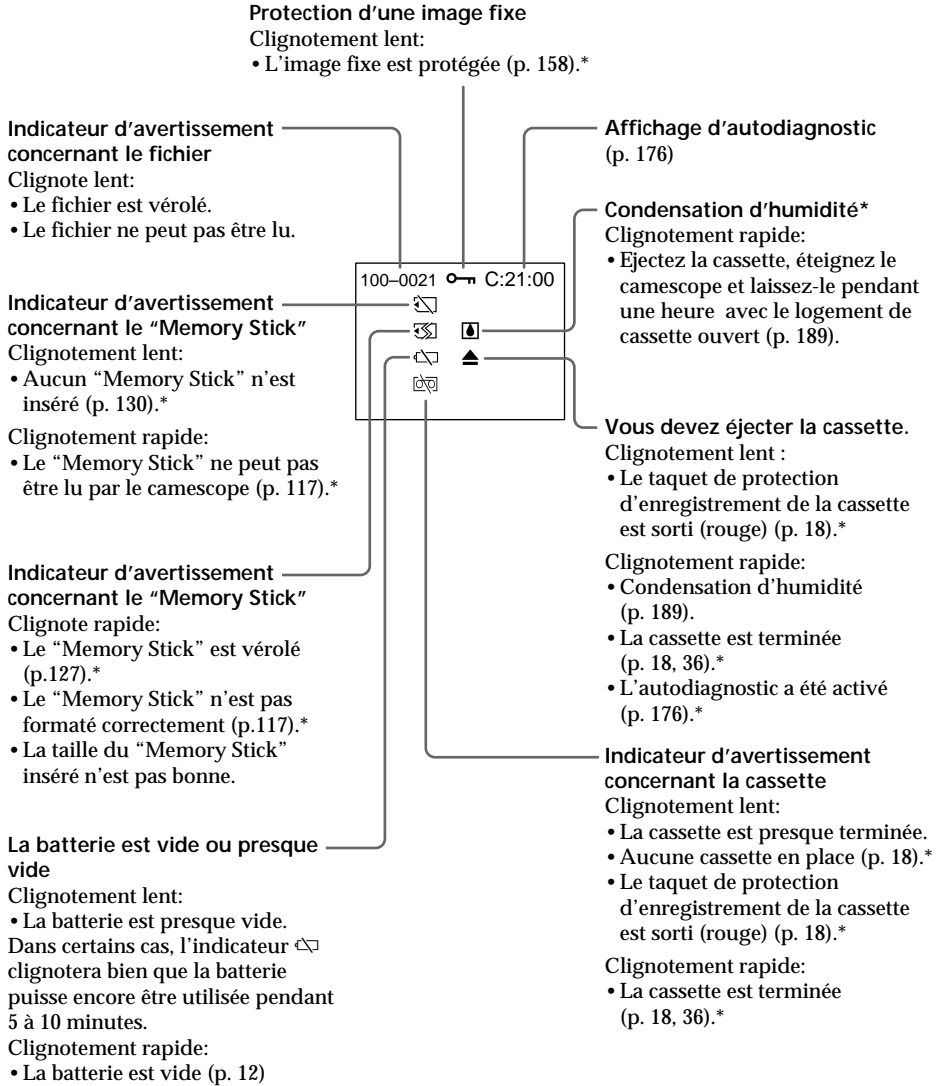 Protection d'une image fixe
Clignotement lent:
•L'image fixe est protégée (p. 158).*
Indicateur d'avertissement
concernant le fichier
Clignote lent:
•Le fichier est vérolé.
•Le fichier ne peut pas être lu.
Indicateur d'avertissement
concernant le “Memory Stick”
Clignotement lent:
•Aucun “Memory Stick” n'est
inséré (p. 130).*
Clignotement rapide:
•Le “Memory Stick” ne peut pas
être lu par le camescope (p. 117).*
Indicateur d'avertissement
concernant le “Memory Stick”
Clignote rapide:
•Le “Memory Stick” est vérolé
(p.127).*
•Le “Memory Stick” n'est pas
formaté correctement (p.117).*
•La taille du “Memory Stick”
inséré n'est pas bonne.
La batterie est vide ou presque
vide
Clignotement lent:
•La batterie est presque vide.
Dans certains cas, l'indicateur
clignotera bien que la batterie
puisse encore être utilisée pendant
5 à 10 minutes.
Clignotement rapide:
•La batterie est vide (p. 12)
100–0021 C:21:00
Affichage d'autodiagnostic
(p. 176)
Condensation d'humidité*
Clignotement rapide:
•Ejectez la cassette, éteignez le
camescope et laissez-le pendant
une heure avec le logement de
cassette ouvert (p. 189).
Vous devez éjecter la cassette.
Clignotement lent :
•Le taquet de protection
d'enregistrement de la cassette
est sorti (rouge) (p. 18).*
Clignotement rapide:
•Condensation d'humidité
(p. 189).
•La cassette est terminée
(p. 18, 36).*
•L'autodiagnostic a été activé
(p. 176).*
Indicateur d'avertissement
concernant la cassette
Clignotement lent:
•La cassette est presque terminée.
•Aucune cassette en place (p. 18).*
•Le taquet de protection
d'enregistrement de la cassette
est sorti (rouge) (p. 18).*
Clignotement rapide:
•La cassette est terminée
(p. 18, 36).*